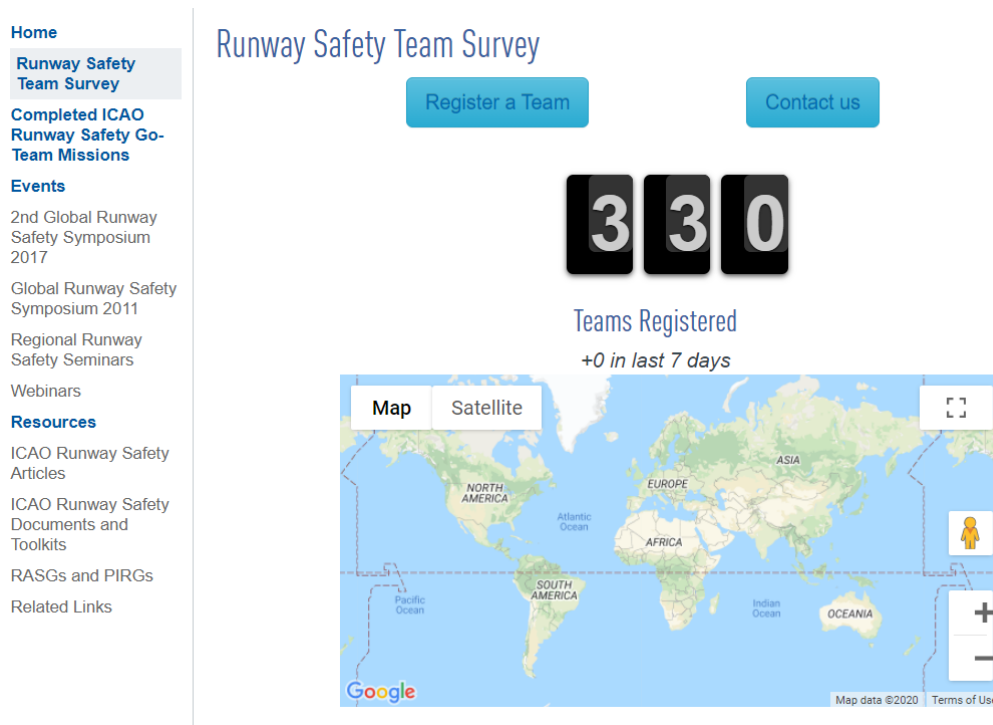 Home
Runway Safety
Team Survey
Completed ICAO
Runway Safety Go-
Team Missions
Events
2nd Global Runway
Safety Symposium
2017
Global Runway Safety
Symposium 2011
Regional Runway
Safety Seminars
Webinars
Resources
ICAO Runway Safety
Articles
ICAO Runway Safety
Documents and
Toolkits
RASGs and PIRGs
Related Links
Runway Safety Team Survey
Register a Team
Contact us
330
Teams Registered
+0 in last 7 days
Map
Satellite
NORTH
AMERICA
EUROPE
ASIA
Atlantic
Ocean
AFRICA
SOUTH
AMERICA
Pacific
Ocean
Indian
Ocean
OCEANIA
+
−
Google
Map data ©2020
Terms of Use